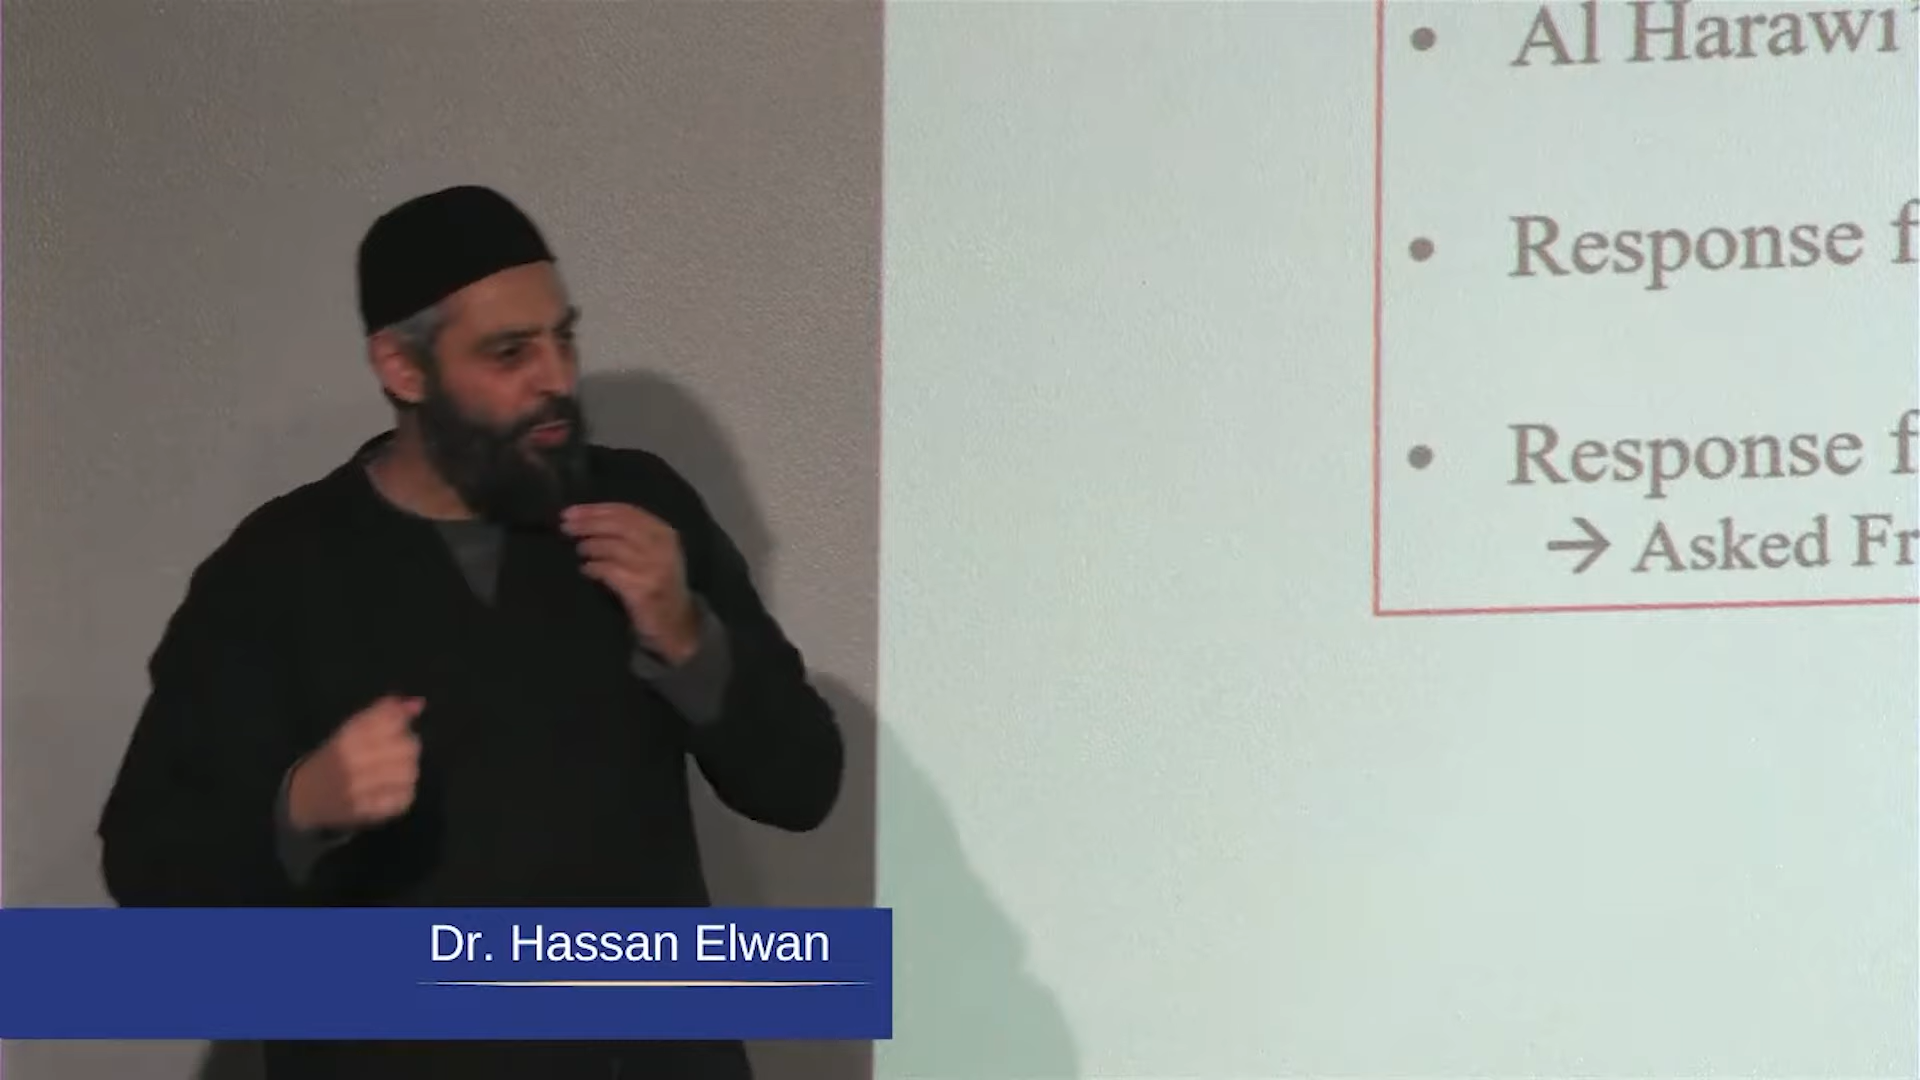 • Al Harawi'
• Response f
• Response f
→ Asked Fr
Dr. Hassan Elwan